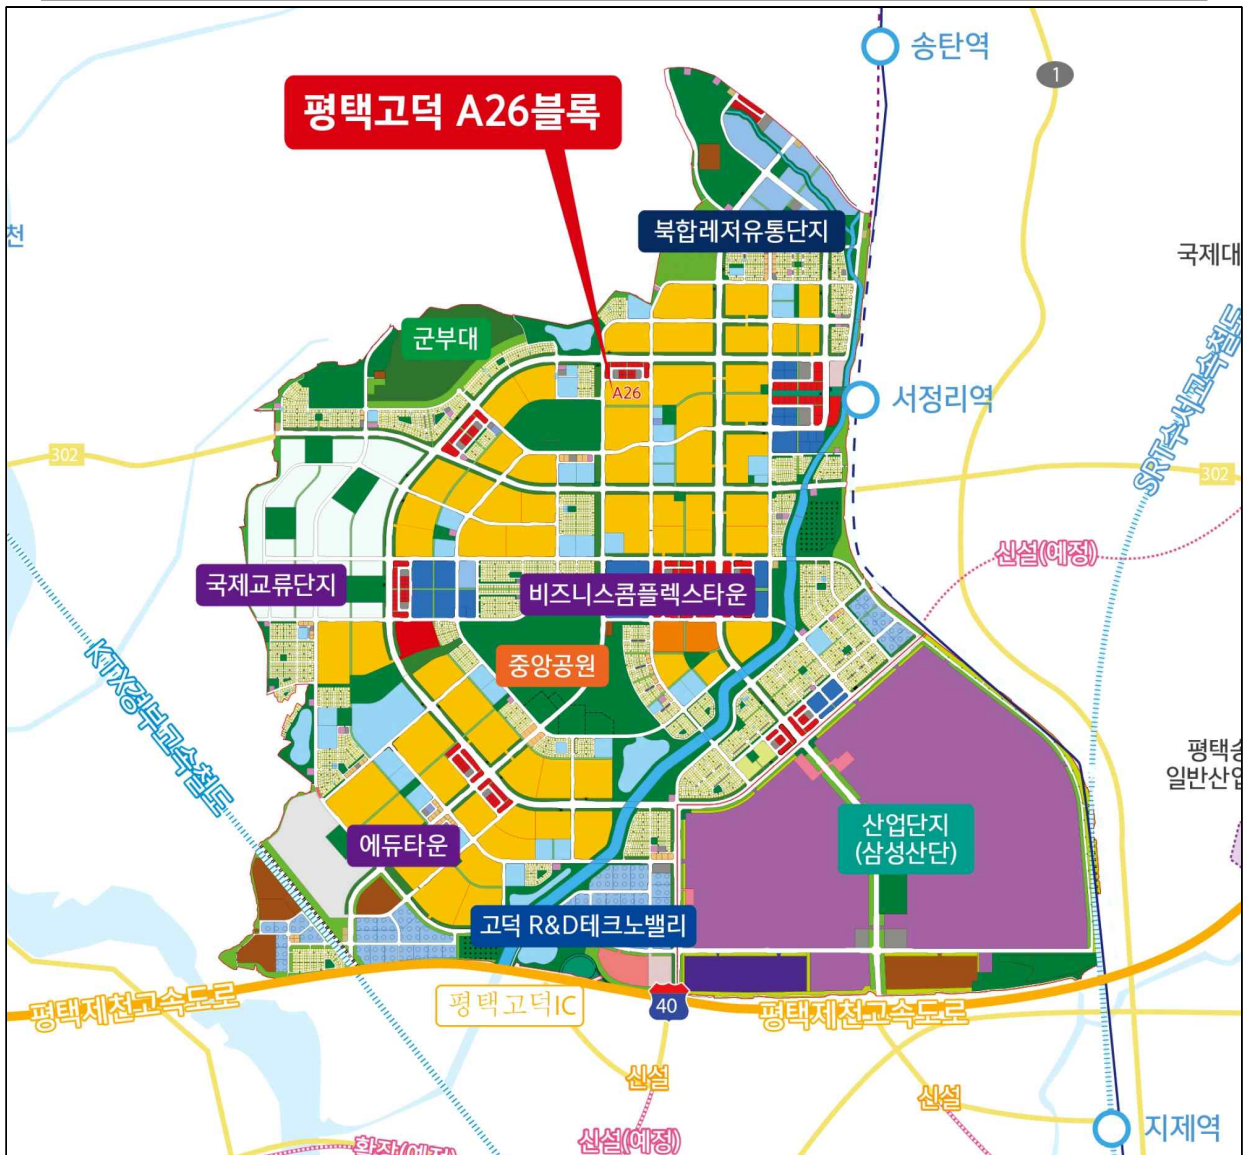 송탄역
1
평택고덕 A26블록
북합레저유통단지
천
국제대
군부대
A26
서정리역
SRT수서고속철도
302
302
신설(예정)
국제교류단지
비즈니스콤플렉스타운
중앙공원
KTX경부고속철도
평택송
일반산업
산업단지
(삼성산단)
에듀타운
고덕 R&D테크노밸리
평택제천고속도로
평택고덕IC
40
평택제천고속도로
신설
신설
지제역
신설(예정)
확장(예정)